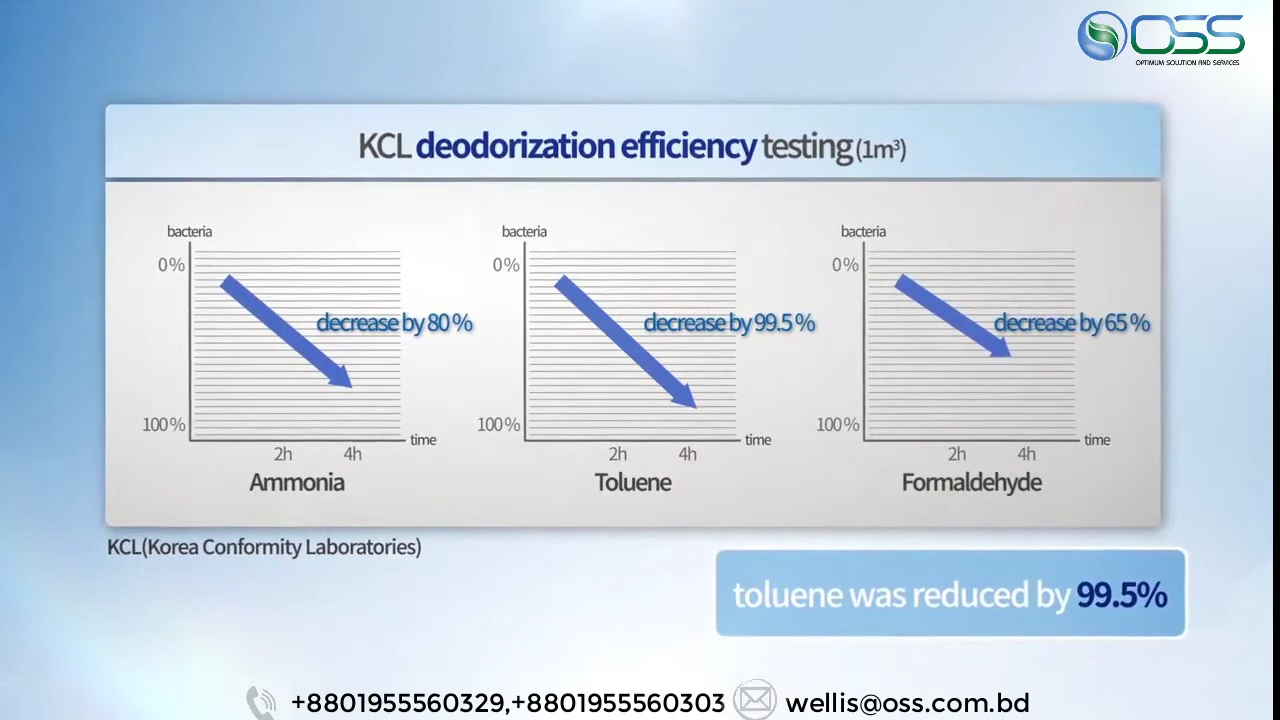 OSS
OPTIMUM SOLUTION AND SERVICES
KCL deodorization efficiency testing (1m³)
bacteria
0%
decrease by 80%
100%
time
2h
4h
Ammonia
bacteria
0%
decrease by 99.5%
100%
time
2h
4h
Toluene
bacteria
0%
decrease by 65%
100%
time
2h
4h
Formaldehyde
KCL(Korea Conformity Laboratories)
toluene was reduced by 99.5%
+8801955560329,+8801955560303 wellis@oss.com.bd